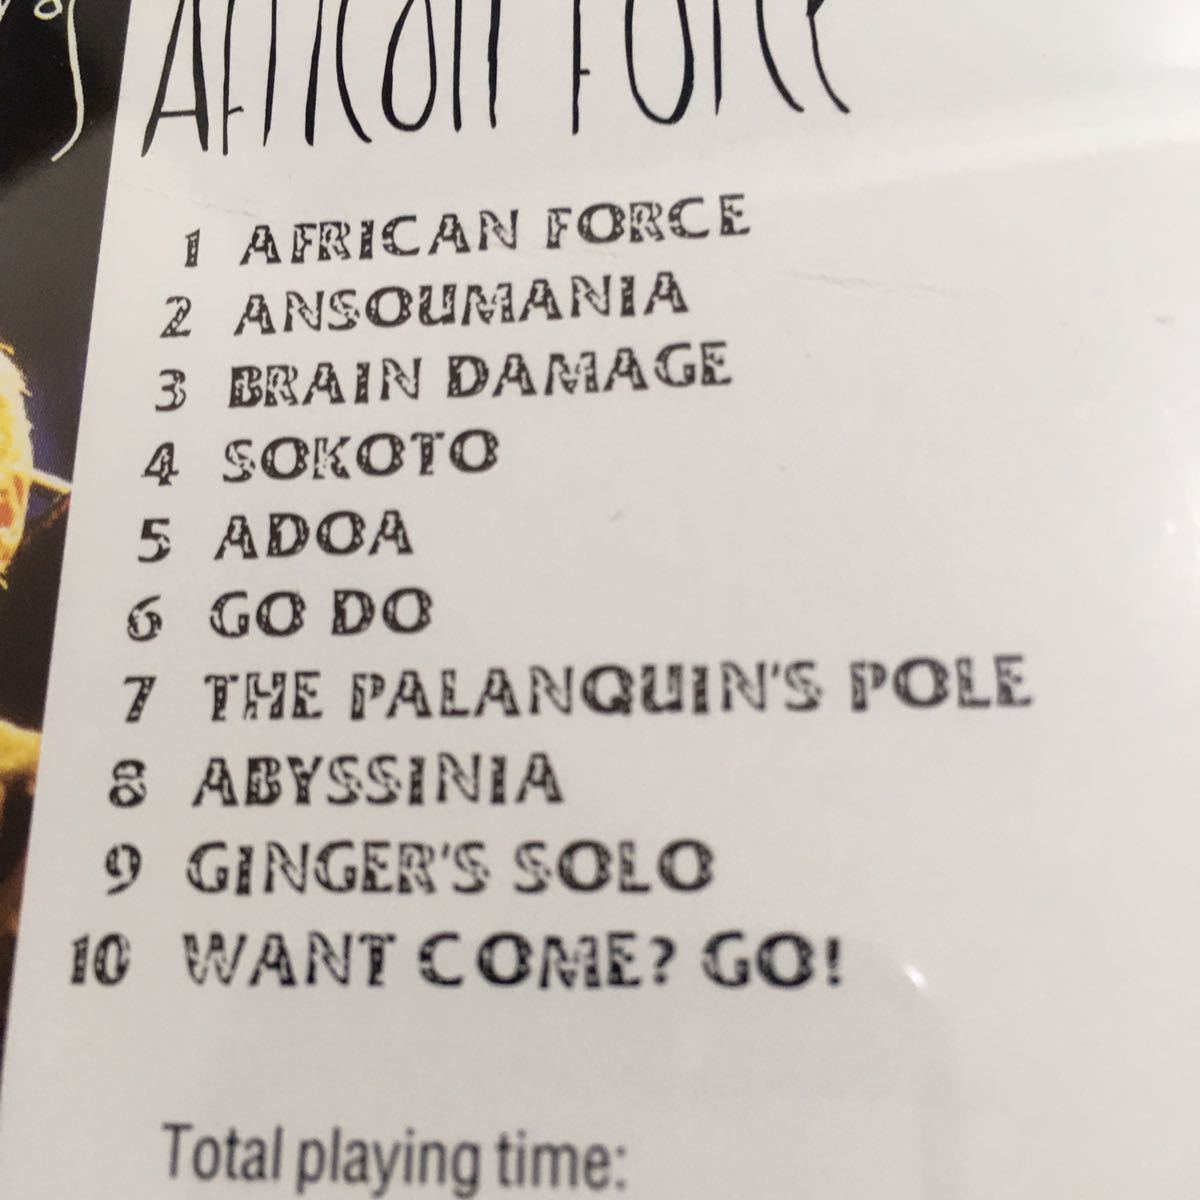 African Force
1 AFRICAN FORCE
2 ANSOUMANIA
3 BRAIN DAMAGE
4 SOKOTO
5 ADOA
6 GO DO
7 THE PALANQUIN'S POLE
8 ABYSSINIA
9 GINGER'S SOLO
10 WANT COME? GO!
Total playing time: